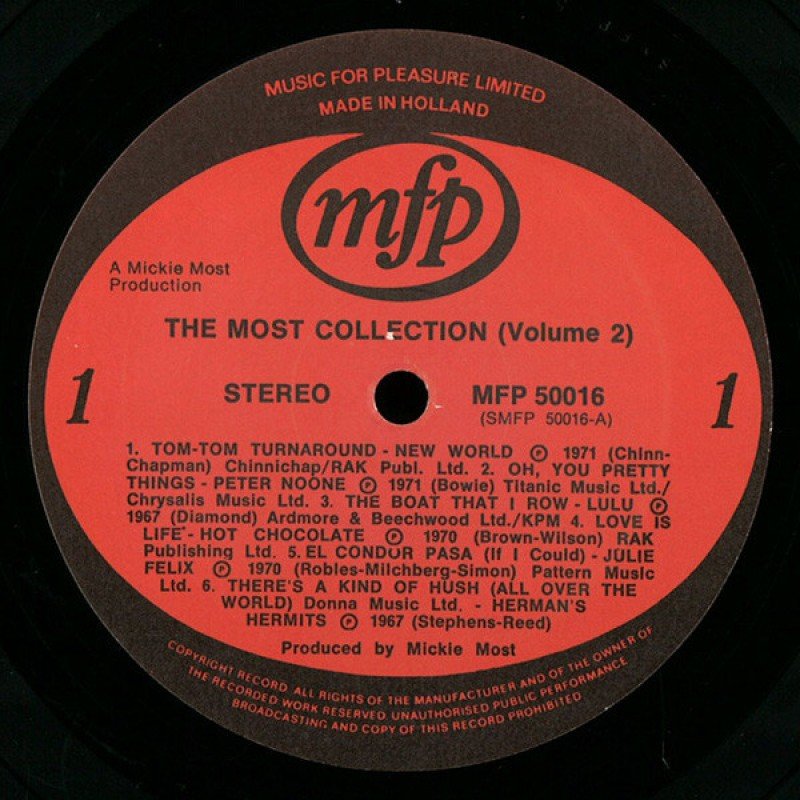 MUSIC FOR PLEASURE LIMITED
MADE IN HOLLAND
mfp
A Mickie Most
Production
THE MOST COLLECTION (Volume 2)
1
STEREO
MFP 50016
(SMFP 50016-A)
1
1. TOM-TOM TURNAROUND - NEW WORLD ℗ 1971 (Chinn-
Chapman) Chinnichap/RAK Publ. Ltd. 2. OH, YOU PRETTY
THINGS - PETER NOONE ℗ 1971 (Bowie) Titanic Music Ltd./
Chrysalis Music Ltd. 3. THE BOAT THAT I ROW - LULU ℗
1967 (Diamond) Ardmore & Beechwood Ltd./KPM 4. LOVE IS
LIFE - HOT CHOCOLATE ℗ 1970 (Brown-Wilson) RAK
Publishing Ltd. 5. EL CONDOR PASA (If I Could) - JULIE
FELIX ℗ 1970 (Robles-Milchberg-Simon) Pattern Music
Ltd. 6. THERE'S A KIND OF HUSH (ALL OVER THE
WORLD) Donna Music Ltd. - HERMAN'S
HERMITS ℗ 1967 (Stephens-Reed)
Produced by Mickie Most
COPYRIGHT RECORD ALL RIGHTS OF THE MANUFACTURER AND OF THE OWNER OF
THE RECORDED WORK RESERVED UNAUTHORISED PUBLIC PERFORMANCE
BROADCASTING AND COPY OF THIS RECORD PROHIBITED